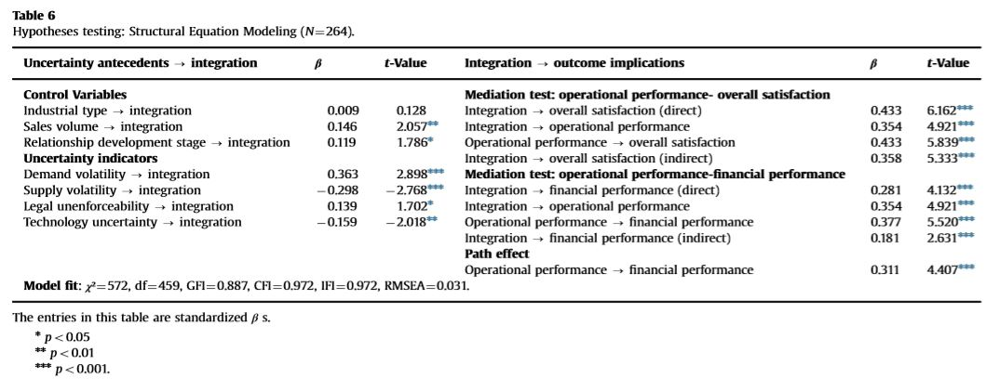 Table 6
Hypotheses testing: Structural Equation Modeling (N=264).
Uncertainty antecedents → integration β t-Value Integration → outcome implications β t-Value
Control Variables Mediation test: operational performance- overall satisfaction
Industrial type → integration 0.009 0.128 Integration → overall satisfaction (direct) 0.433 6.162***
Sales volume → integration 0.146 2.057** Integration → operational performance 0.354 4.921***
Relationship development stage → integration 0.119 1.786* Operational performance → overall satisfaction 0.433 5.839***
Uncertainty indicators Integration → overall satisfaction (indirect) 0.358 5.333***
Demand volatility → integration 0.363 2.898*** Mediation test: operational performance-financial performance
Supply volatility → integration −0.298 −2.768*** Integration → financial performance (direct) 0.281 4.132***
Legal unenforceability → integration 0.139 1.702* Integration → operational performance 0.354 4.921***
Technology uncertainty → integration −0.159 −2.018** Operational performance → financial performance 0.377 5.520***
Integration → financial performance (indirect) 0.181 2.631***
Path effect
Operational performance → financial performance 0.311 4.407***
Model fit: χ²=572, df=459, GFI=0.887, CFI=0.972, IFI=0.972, RMSEA=0.031.
The entries in this table are standardized β s.
* p<0.05
** p<0.01
*** p<0.001.